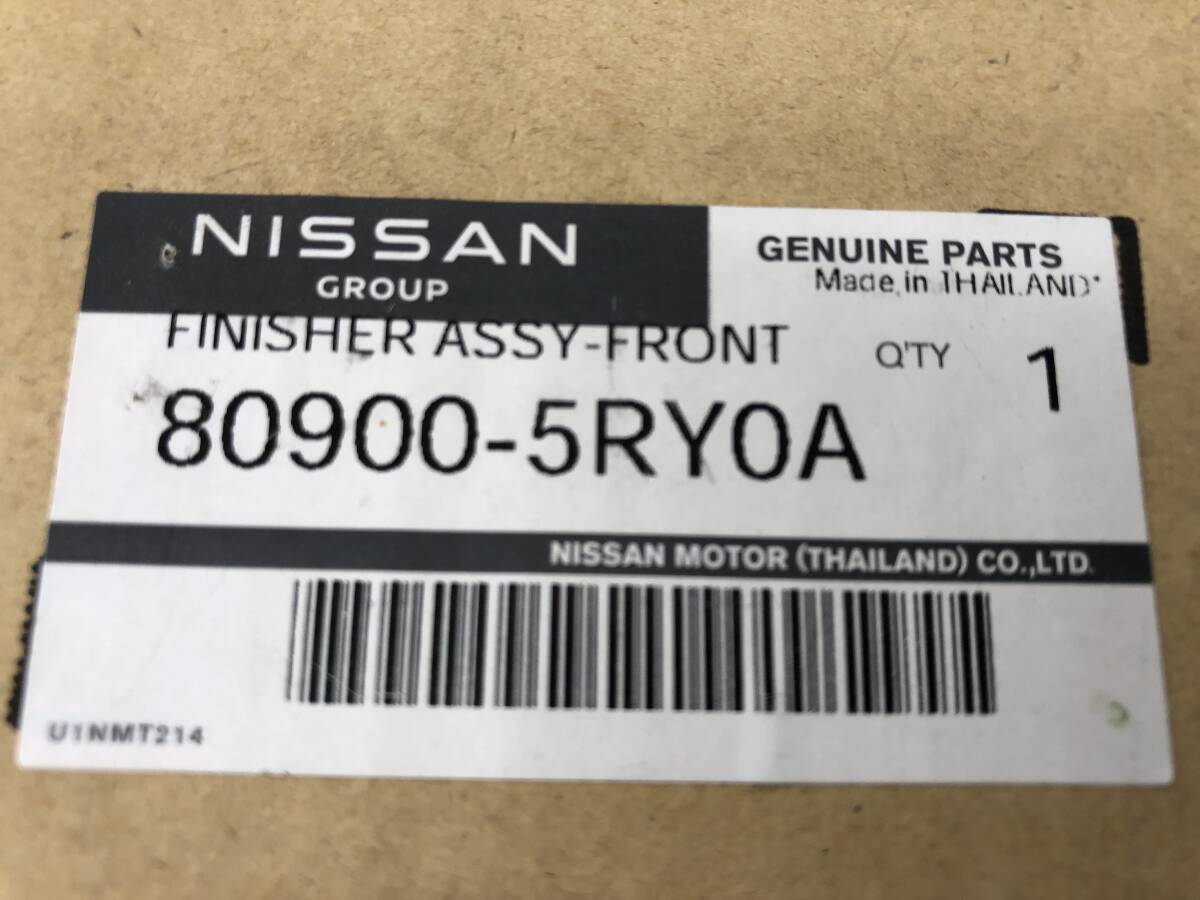 NISSAN
GROUP
GENUINE PARTS
Made in THAILAND
FINISHER ASSY-FRONT
Q'TY 1
80900-5RY0A
NISSAN MOTOR (THAILAND) CO.,LTD.
U1NMT214